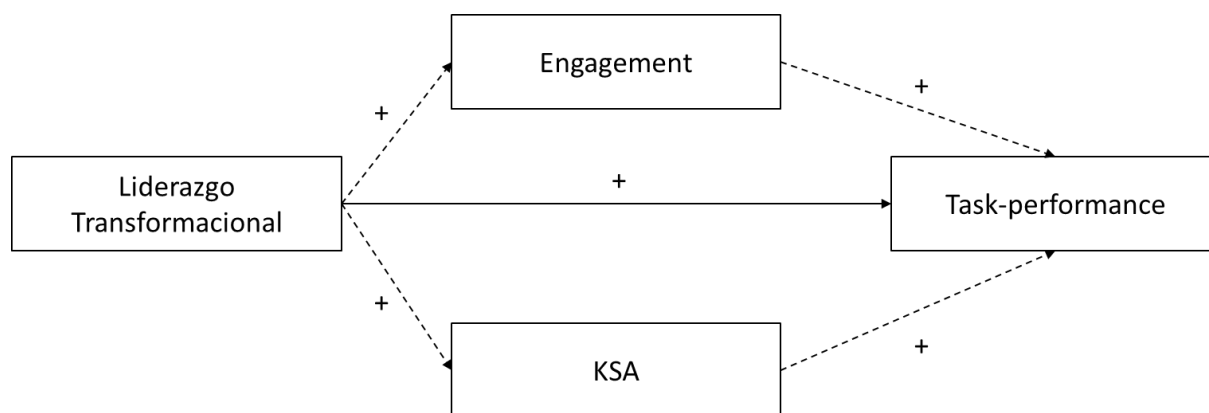 Engagement
+
+
Liderazgo
Transformacional
+
Task-performance
+
KSA
+